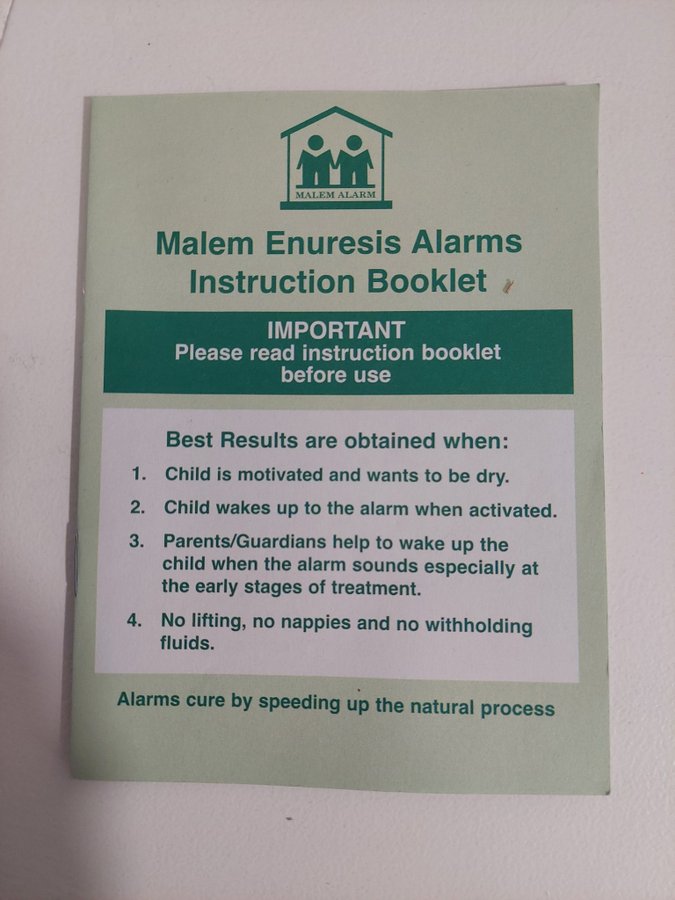 MALEM ALARM
Malem Enuresis Alarms
Instruction Booklet
IMPORTANT
Please read instruction booklet
before use
Best Results are obtained when:
1. Child is motivated and wants to be dry.
2. Child wakes up to the alarm when activated.
3. Parents/Guardians help to wake up the
child when the alarm sounds especially at
the early stages of treatment.
4. No lifting, no nappies and no withholding
fluids.
Alarms cure by speeding up the natural process